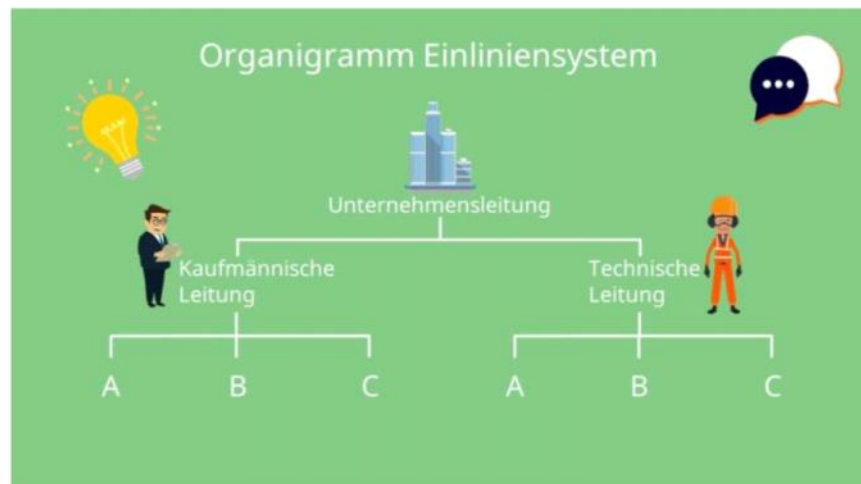 Organigramm Einliniensystem
Unternehmensleitung
Kaufmännische
Leitung
Technische
Leitung
A B C
A B C